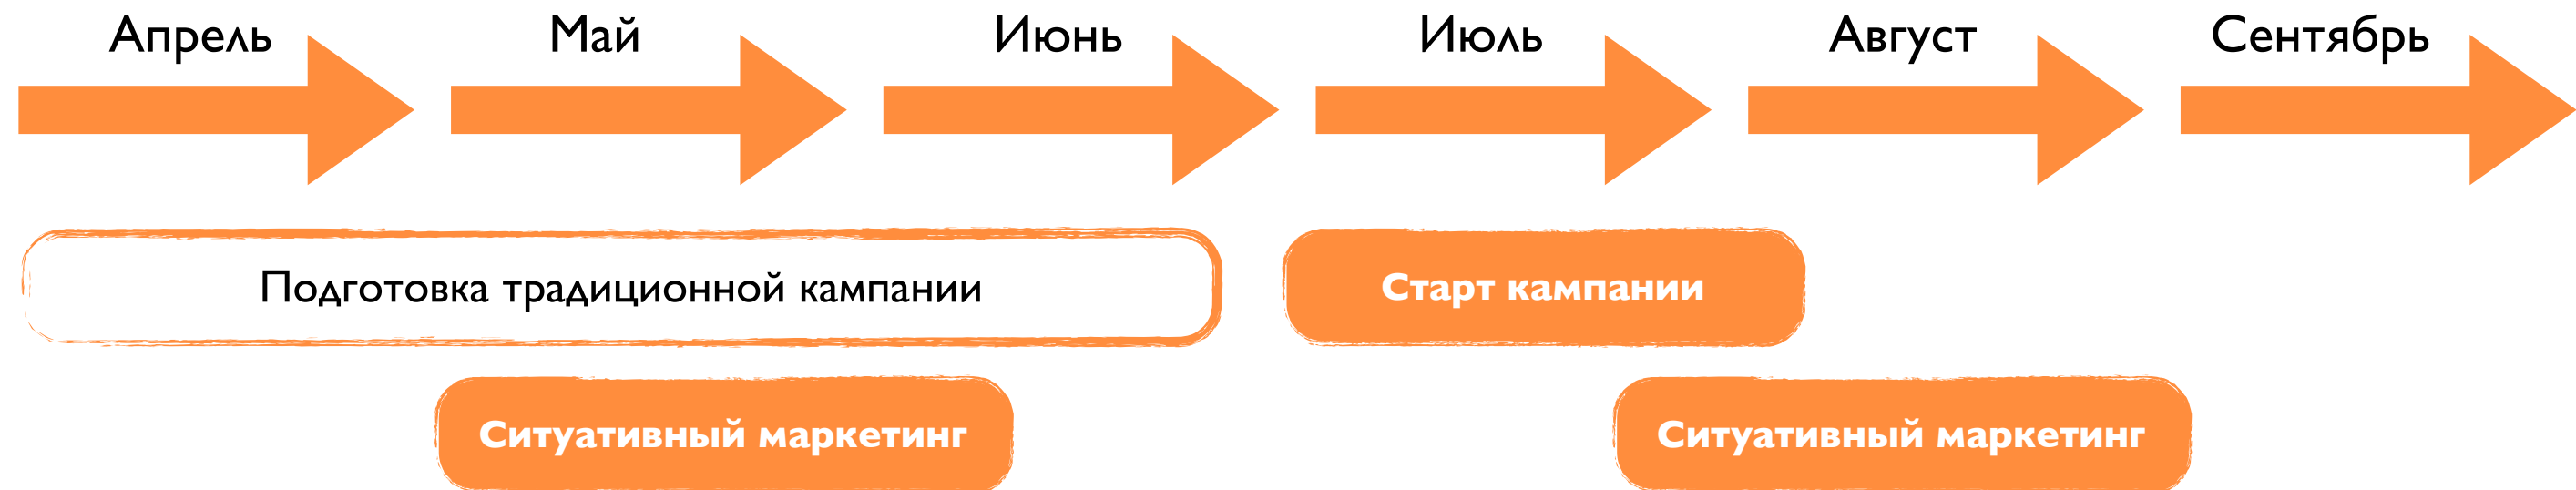 Апрель
Май
Июнь
Июль
Август
Сентябрь
Подготовка традиционной кампании
Старт кампании
Ситуативный маркетинг
Ситуативный маркетинг